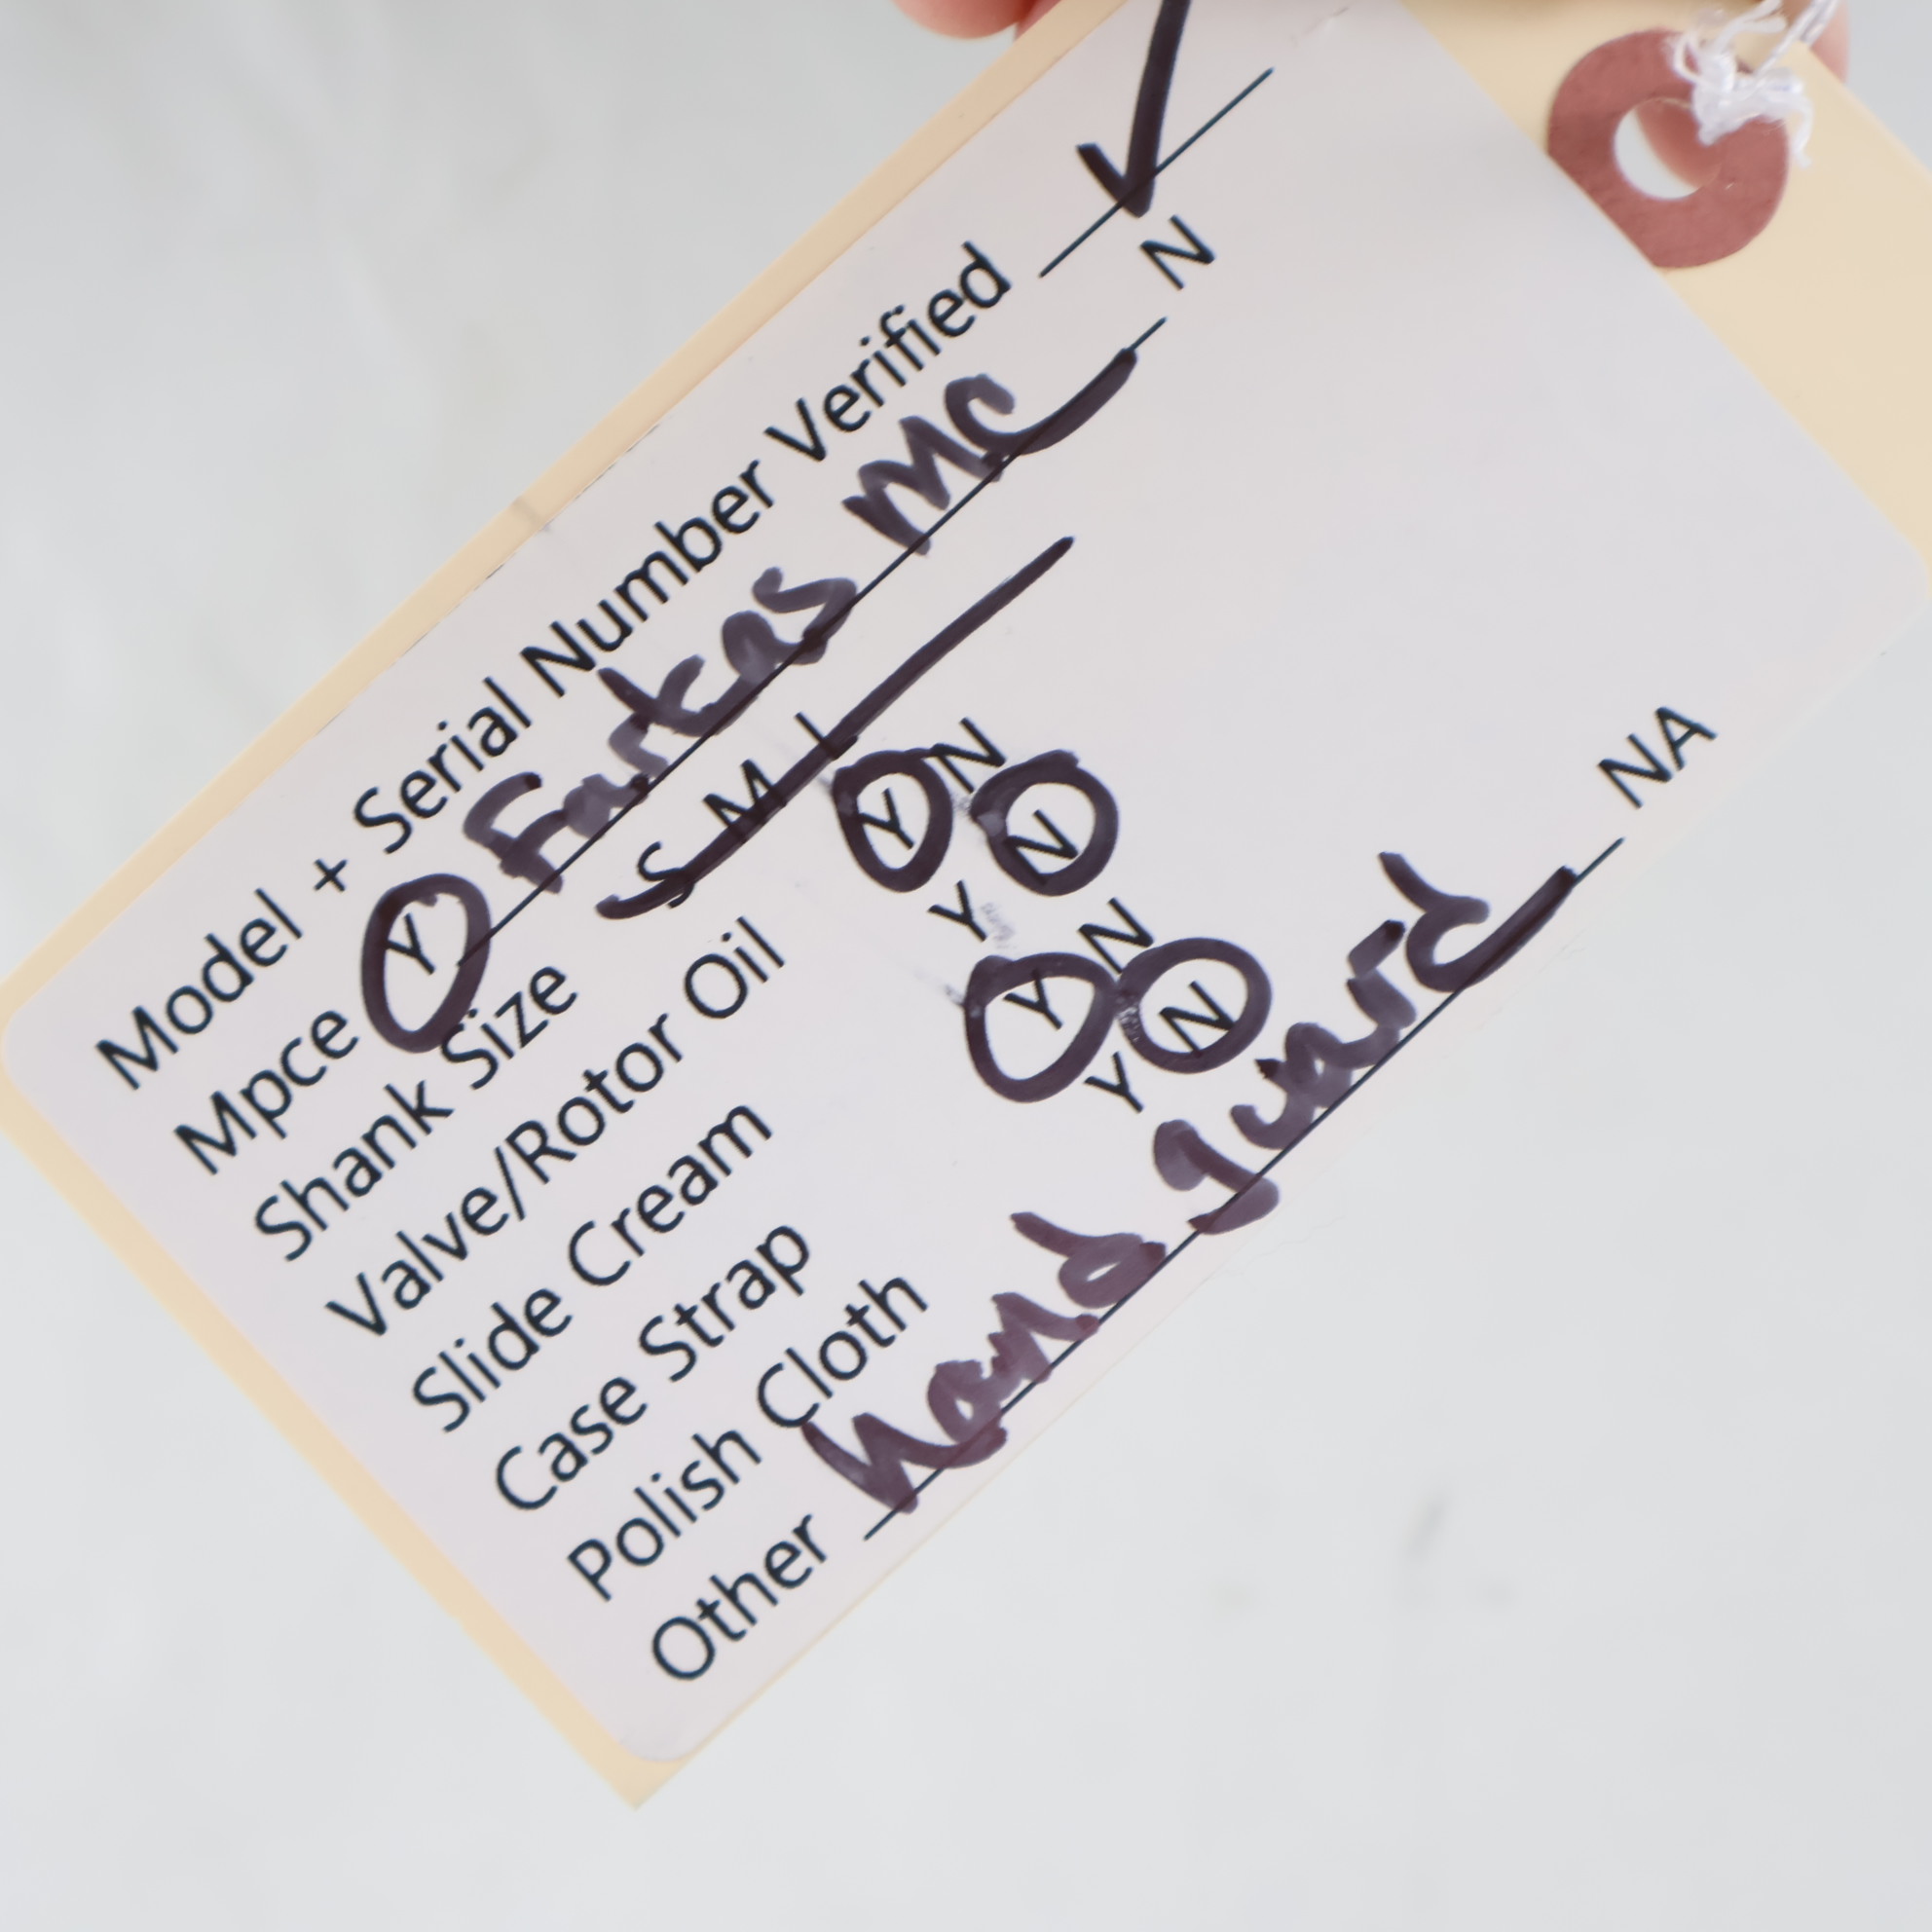 Model + Serial Number Verified ✓
Mpce Y Farkas MC N
Shank Size S M L
Valve/Rotor Oil Y N
Slide Cream Y N
Case Strap Y N
Polish Cloth Y N
Other hand guard NA